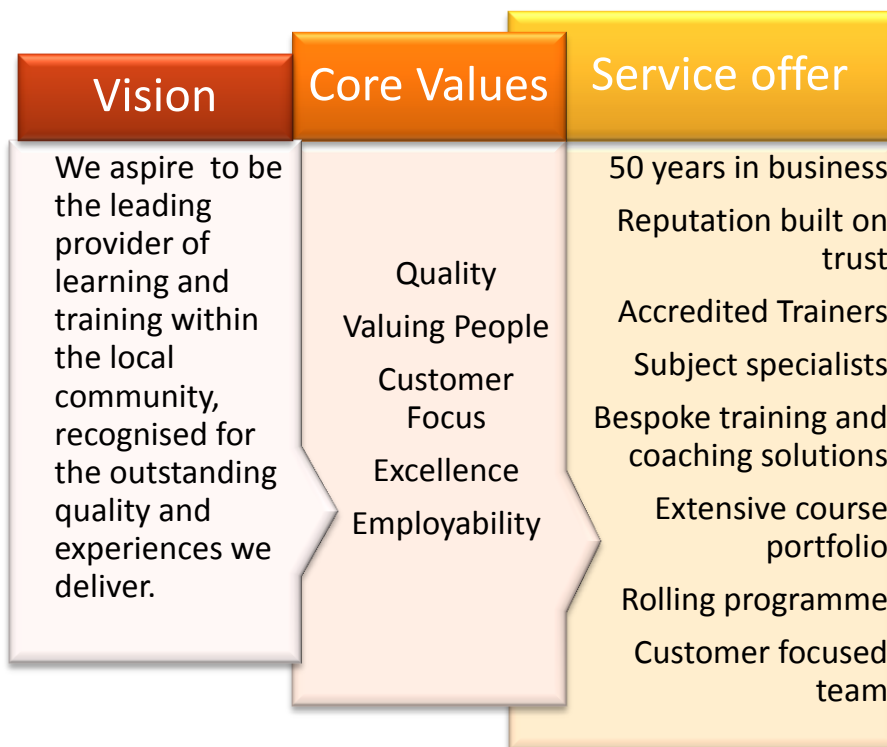 Vision
We aspire to be
the leading
provider of
learning and
training within
the local
community,
recognised for
the outstanding
quality and
experiences we
deliver.
Core Values
Quality
Valuing People
Customer
Focus
Excellence
Employability
Service offer
50 years in business
Reputation built on
trust
Accredited Trainers
Subject specialists
Bespoke training and
coaching solutions
Extensive course
portfolio
Rolling programme
Customer focused
team